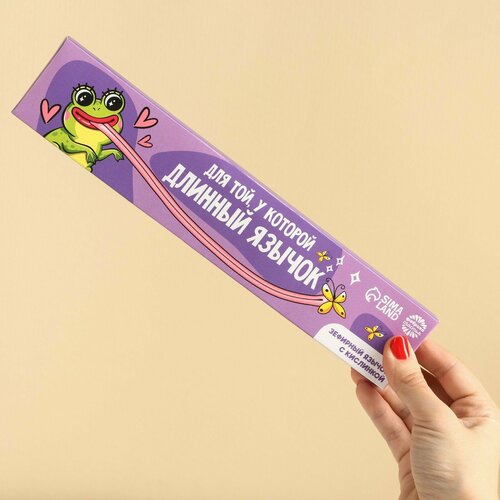 ДЛЯ ТОЙ, У КОТОРОЙ
ДЛИННЫЙ ЯЗЫЧОК
SIMA
LAND
ЗЕФИРНЫЙ ЯЗЫЧОК
С КИСЛИНКОЙ